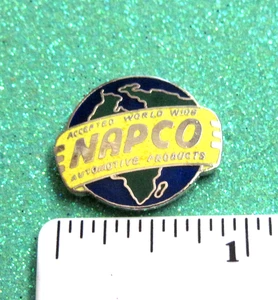 ACCEPTED WORLD WIDE
NAPCO
AUTOMOTIVE PRODUCTS
1